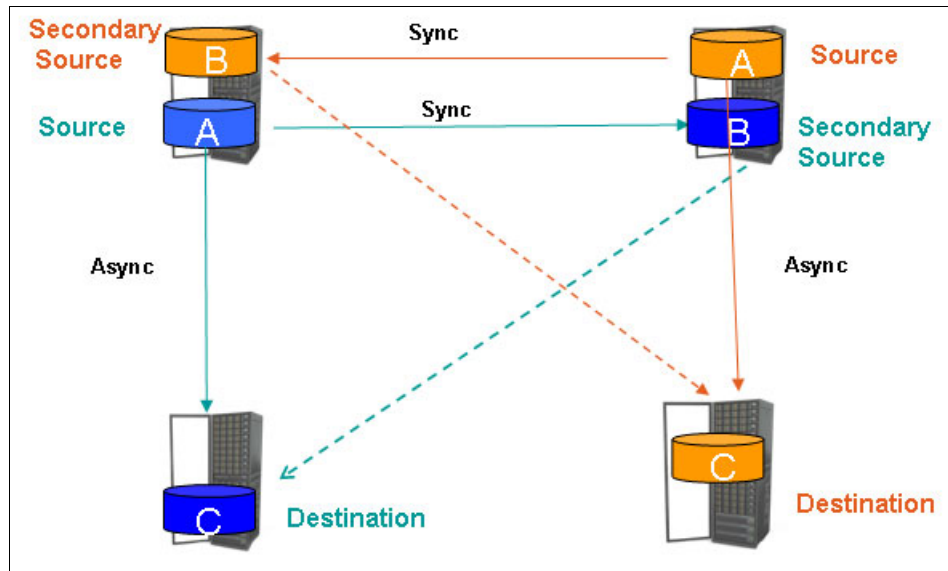 Secondary
Source
B
Sync
A
Source
Source
A
Sync
B
Secondary
Source
Async
Async
C
Destination
C
Destination